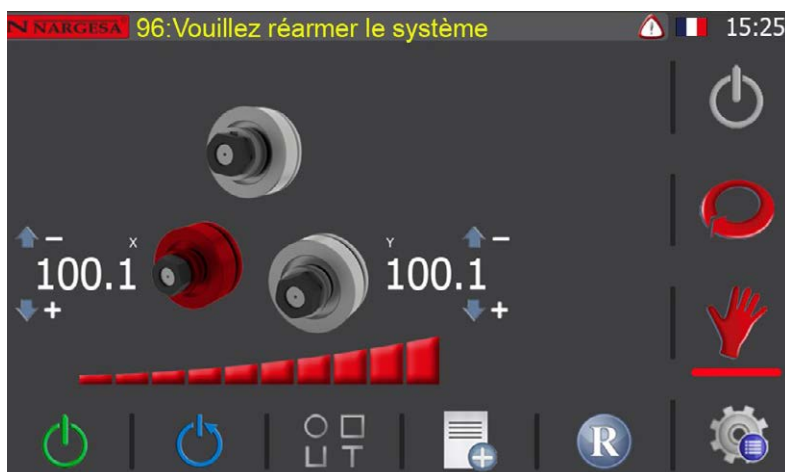 NARGESA 96:Vouillez réarmer le système 15:25
− X Y −
100.1 100.1
+ +
R